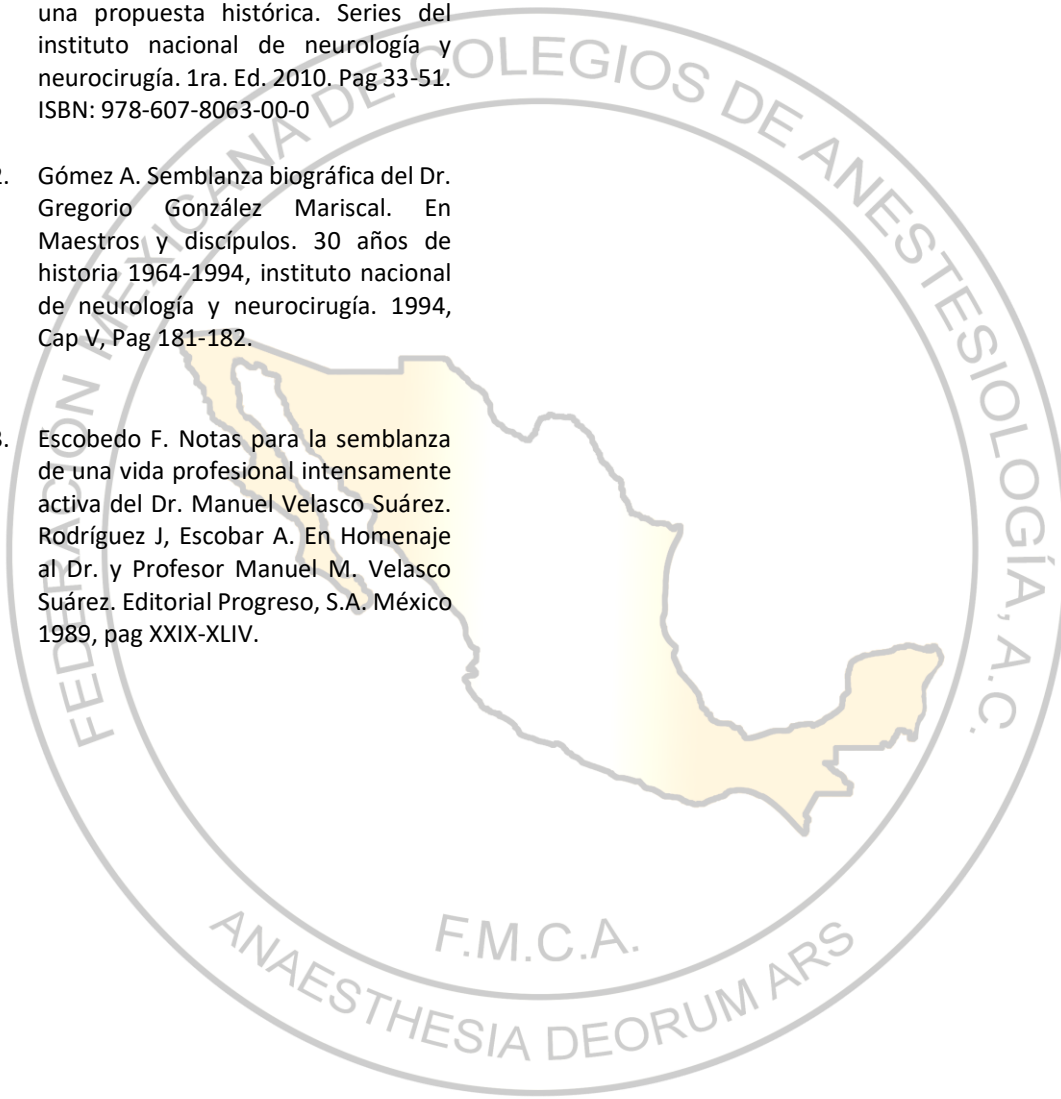 una propuesta histórica. Series del
instituto nacional de neurología y
neurocirugía. 1ra. Ed. 2010. Pag 33-51.
ISBN: 978-607-8063-00-0
2. Gómez A. Semblanza biográfica del Dr.
Gregorio González Mariscal. En
Maestros y discípulos. 30 años de
historia 1964-1994, instituto nacional
de neurología y neurocirugía. 1994,
Cap V, Pag 181-182.
3. Escobedo F. Notas para la semblanza
de una vida profesional intensamente
activa del Dr. Manuel Velasco Suárez.
Rodríguez J, Escobar A. En Homenaje
al Dr. y Profesor Manuel M. Velasco
Suárez. Editorial Progreso, S.A. México
1989, pag XXIX-XLIV.
FEDERACIÓN MEXICANA DE COLEGIOS DE ANESTESIOLOGÍA, A.C.
F.M.C.A.
ANAESTHESIA DEORUM ARS